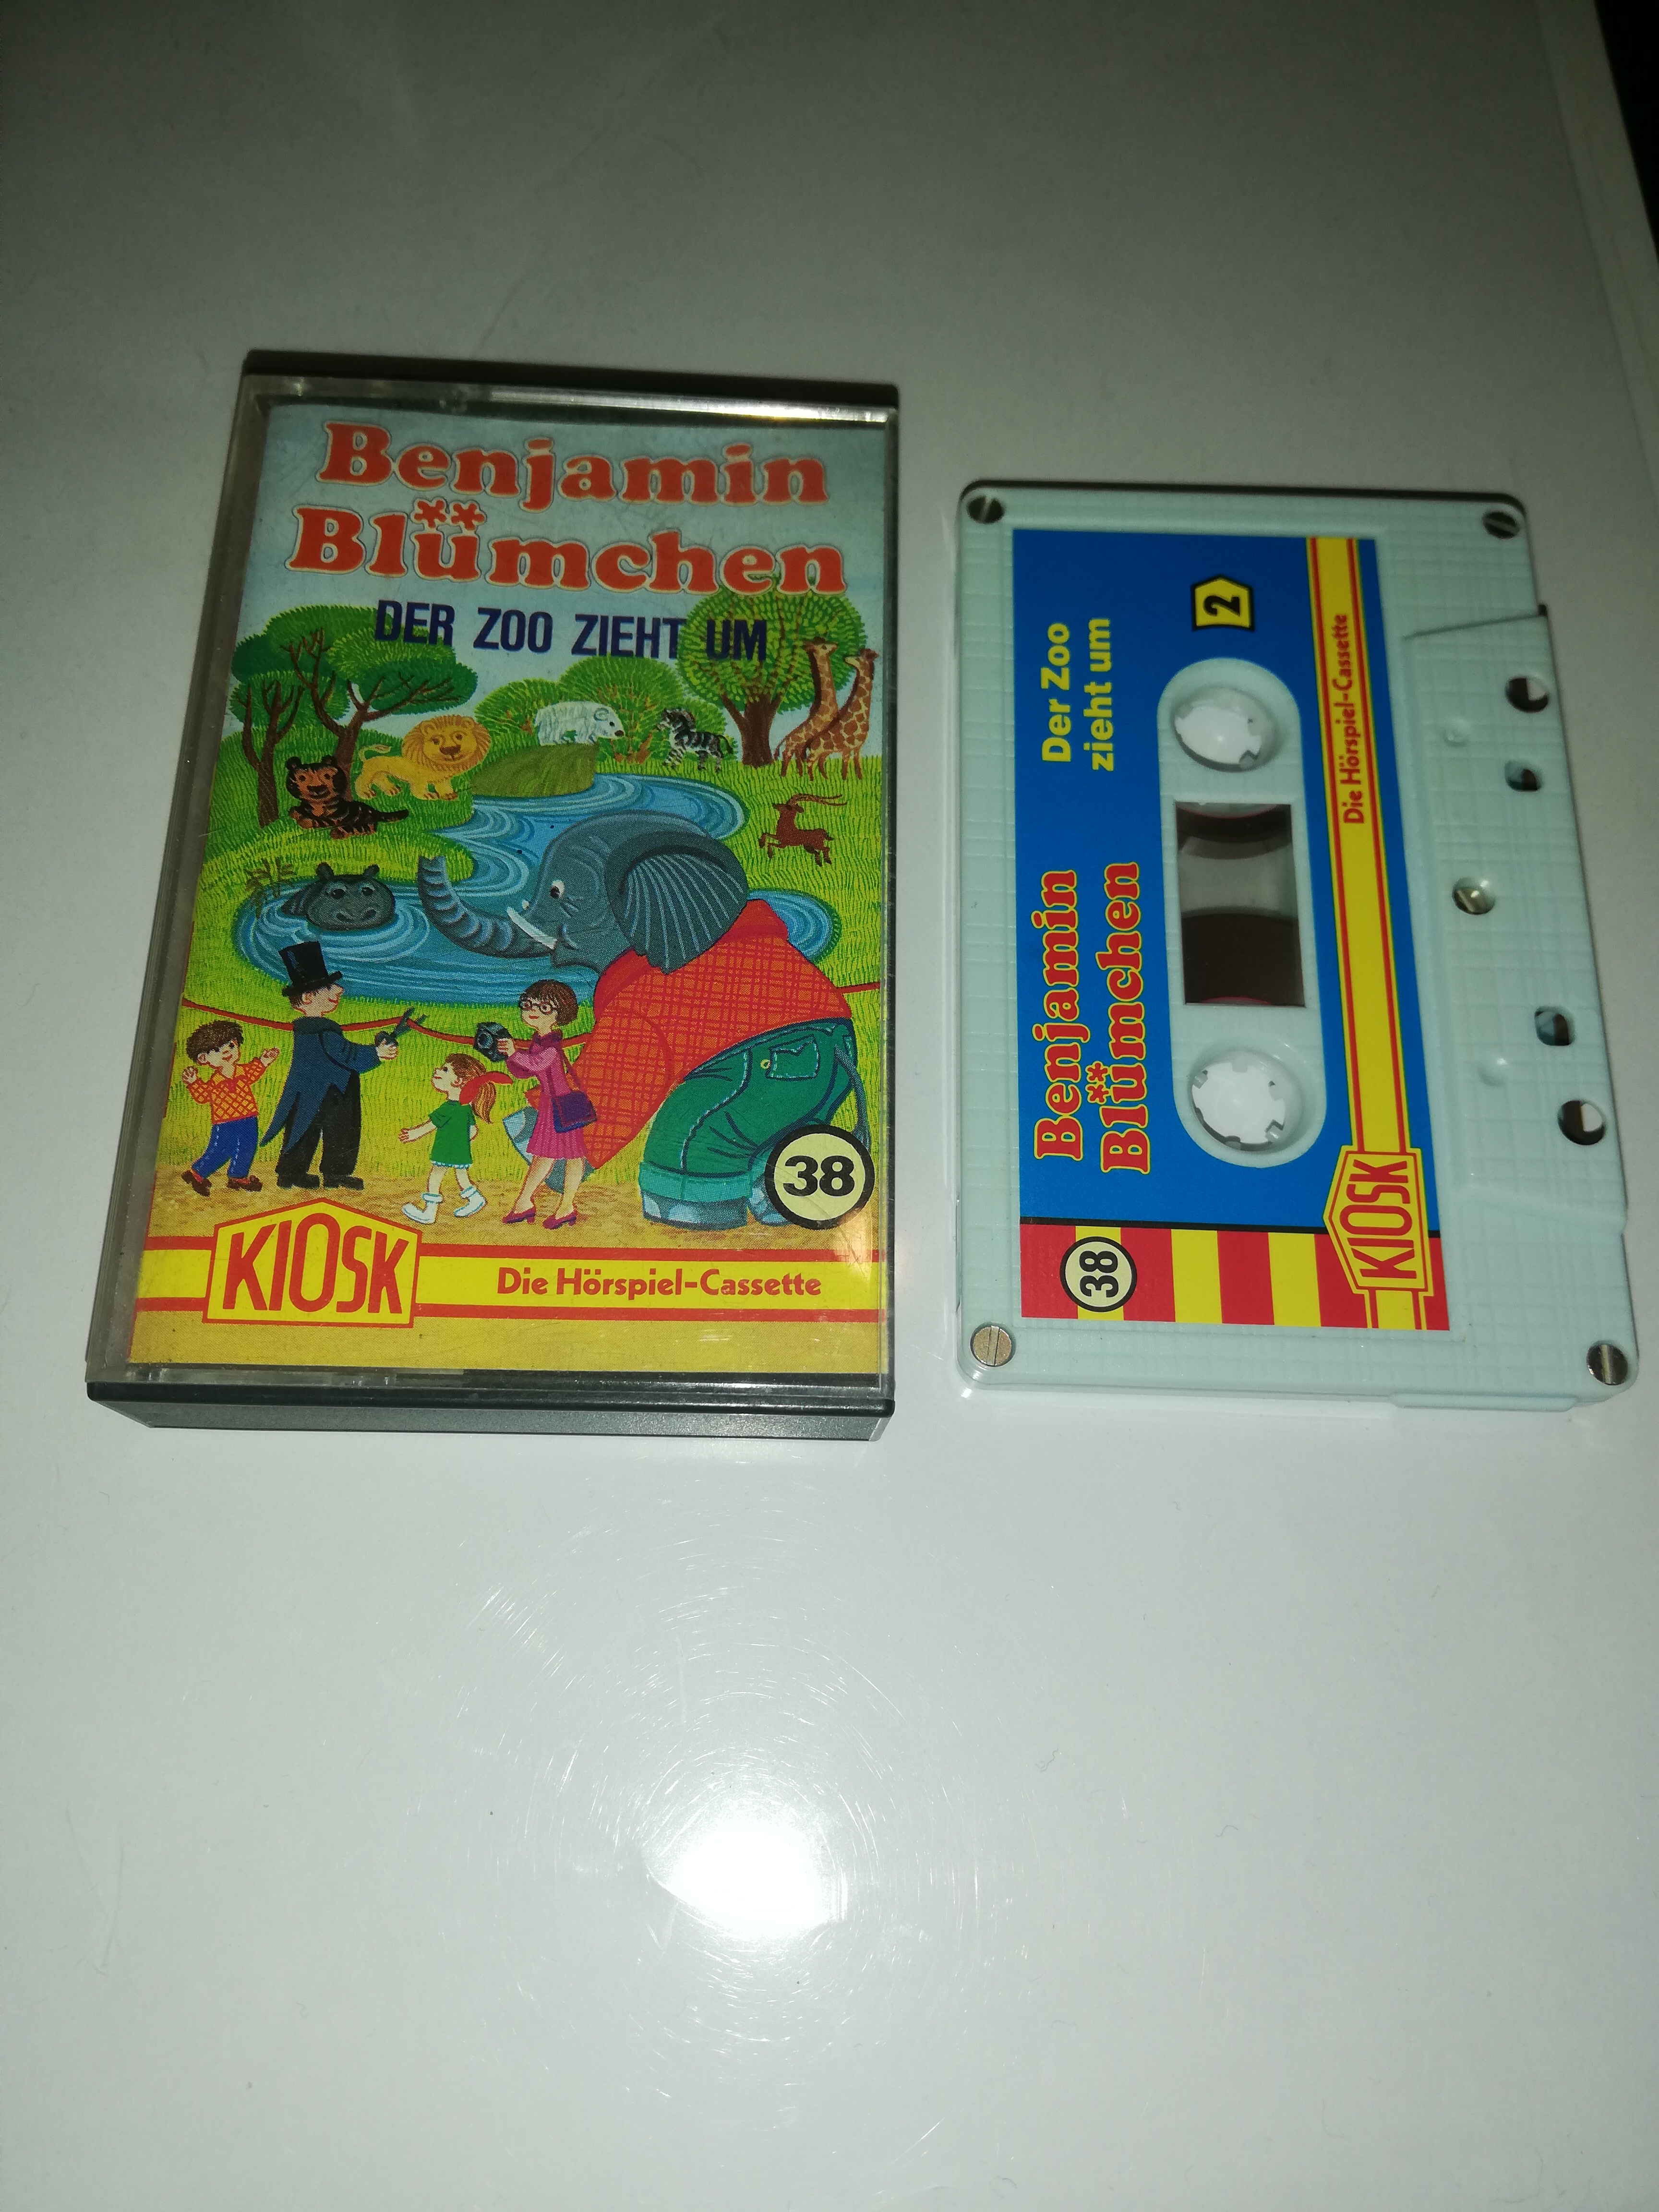 Benjamin
Blümchen
DER ZOO ZIEHT UM
38
KIOSK
Die Hörspiel-Cassette
Benjamin
Blümchen
Der Zoo
zieht um
2
Die Hörspiel-Cassette
38
KIOSK